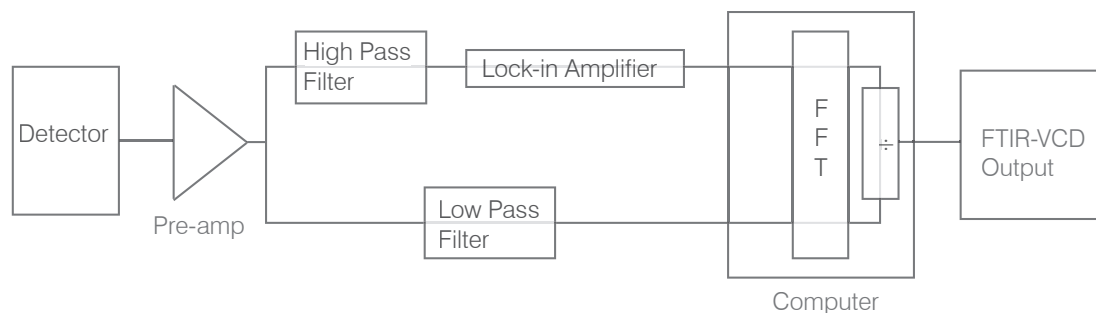 Detector
Pre-amp
High Pass
Filter
Lock-in Amplifier
Low Pass
Filter
F
F
T
÷
Computer
FTIR-VCD
Output